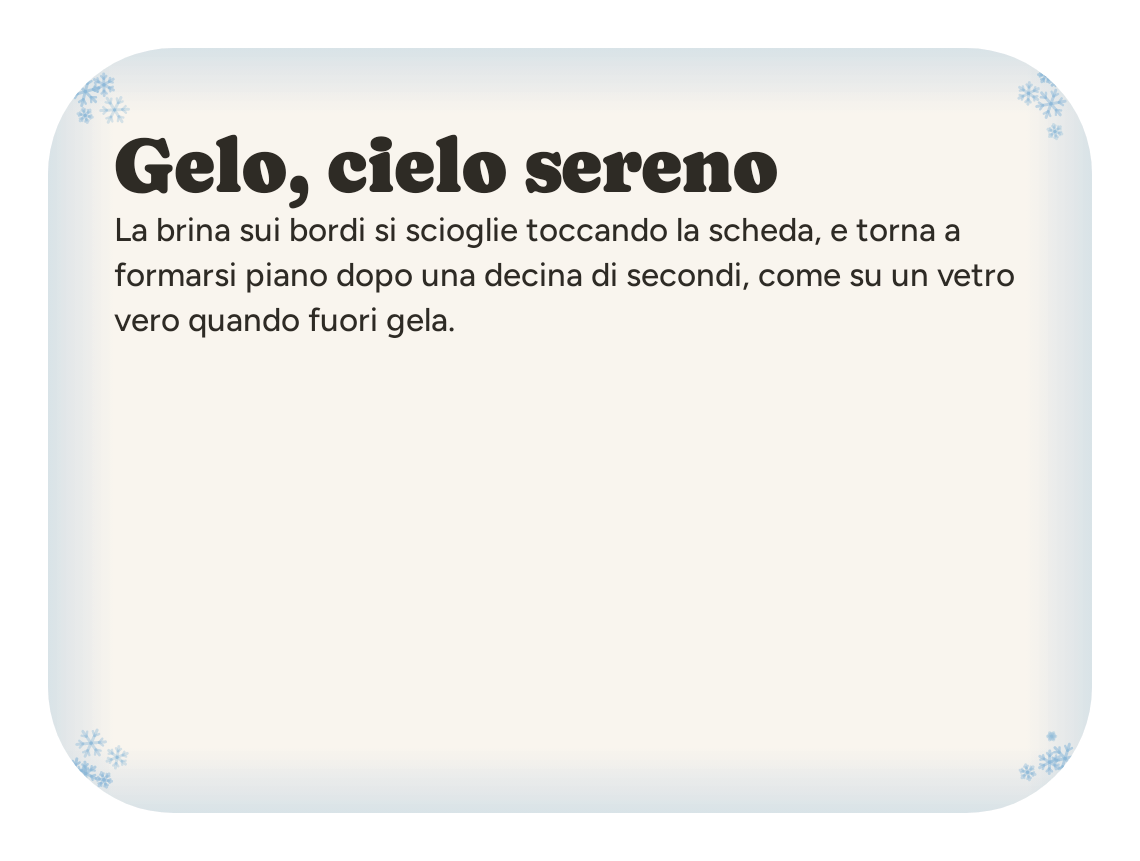 Gelo, cielo sereno
La brina sui bordi si scioglie toccando la scheda, e torna a
formarsi piano dopo una decina di secondi, come su un vetro
vero quando fuori gela.